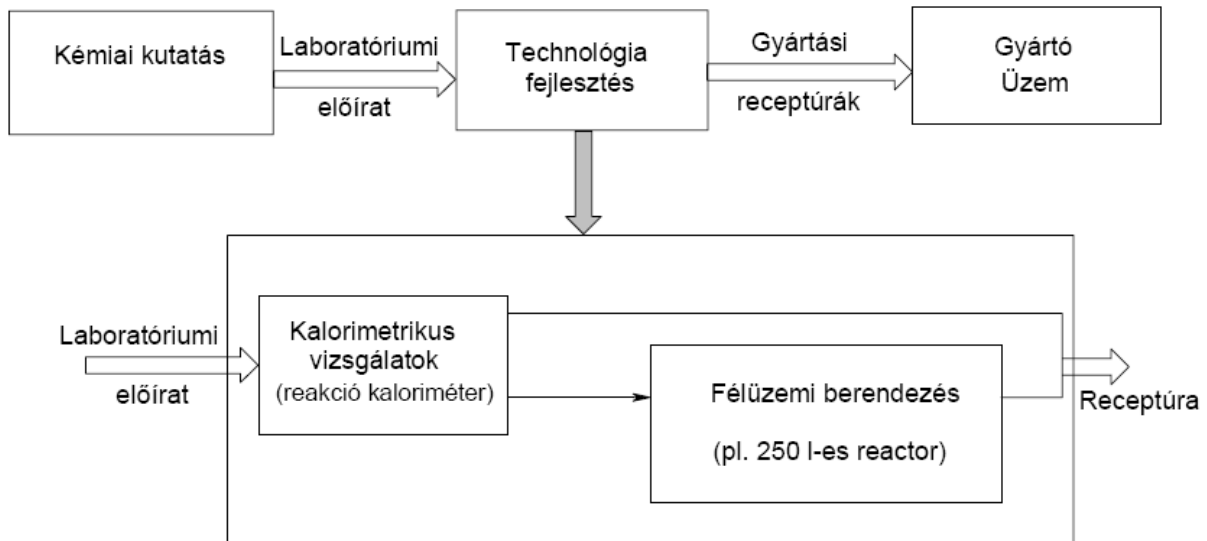 Kémiai kutatás
Laboratóriumi
előírat
Technológia
fejlesztés
Gyártási
receptúrák
Gyártó
Üzem
Laboratóriumi
előírat
Kalorimetrikus
vizsgálatok
(reakció kaloriméter)
Félüzemi berendezés
(pl. 250 l-es reactor)
Receptúra